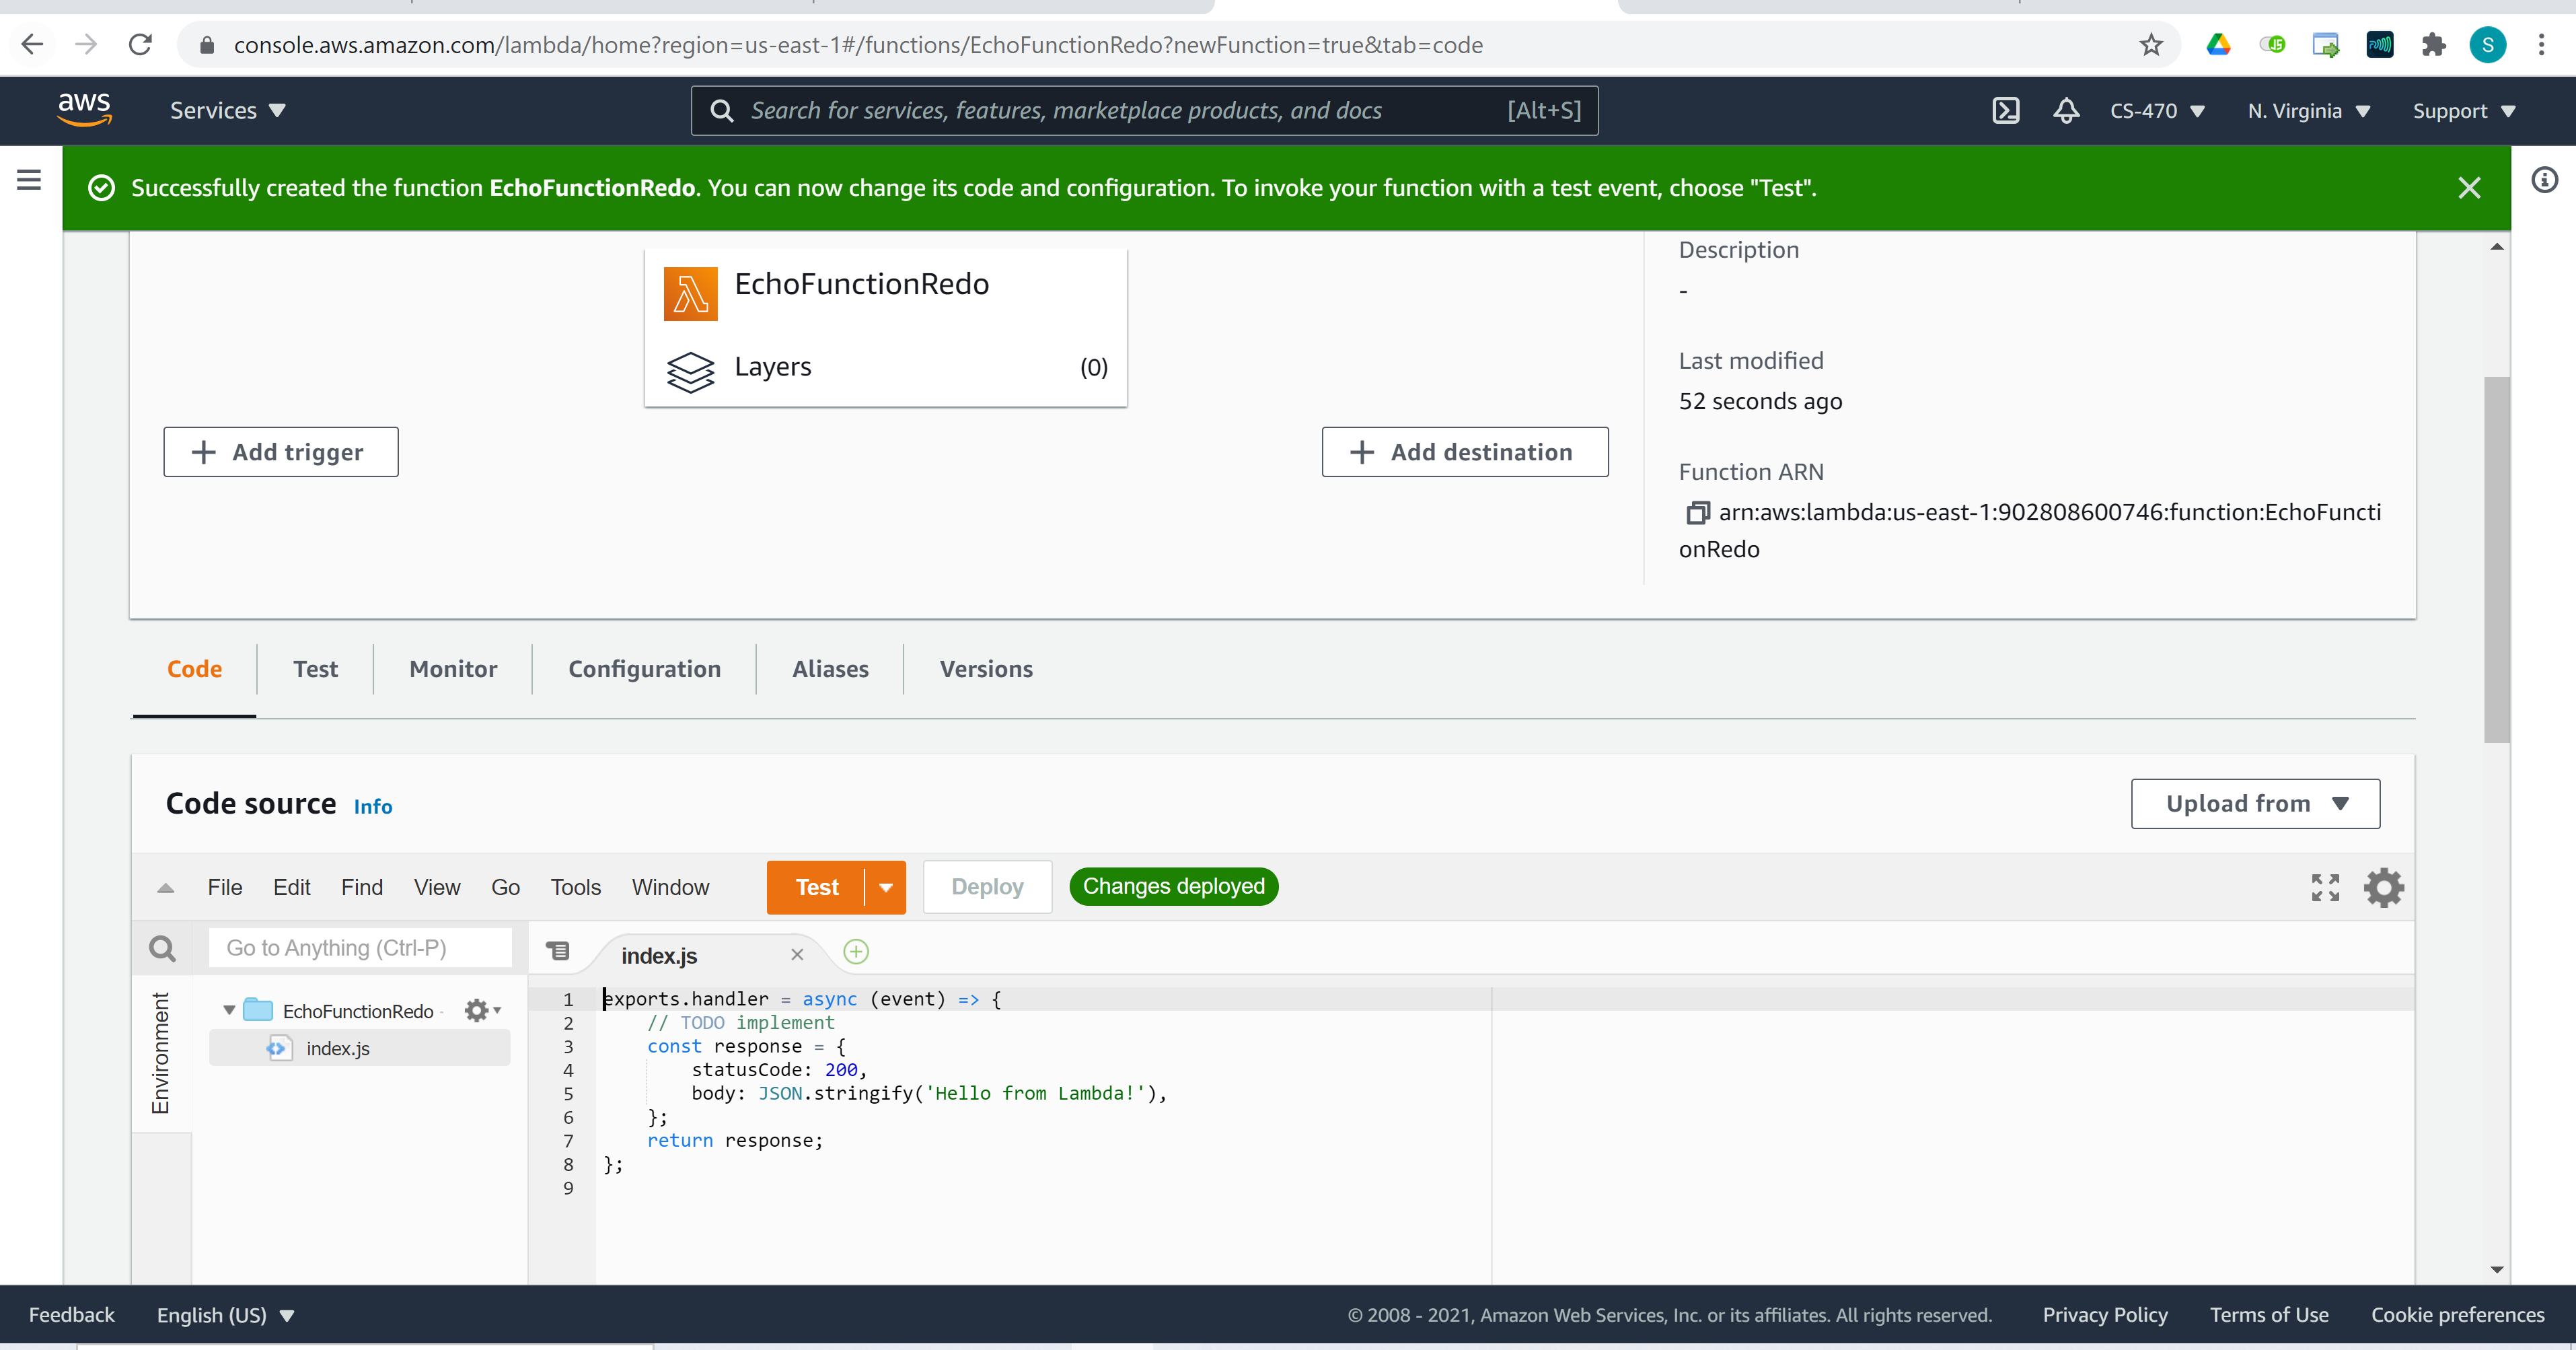 console.aws.amazon.com/lambda/home?region=us-east-1#/functions/EchoFunctionRedo?newFunction=true&tab=code
S
aws
Services
Search for services, features, marketplace products, and docs [Alt+S]
CS-470
N. Virginia
Support
Successfully created the function EchoFunctionRedo. You can now change its code and configuration. To invoke your function with a test event, choose "Test".
EchoFunctionRedo
Layers (0)
Add trigger
Add destination
Description
-
Last modified
52 seconds ago
Function ARN
arn:aws:lambda:us-east-1:902808600746:function:EchoFuncti
onRedo
Code
Test
Monitor
Configuration
Aliases
Versions
Code source Info
Upload from
File Edit Find View Go Tools Window
Test
Deploy
Changes deployed
Go to Anything (Ctrl-P)
index.js
Environment
EchoFunctionRedo -
index.js
1 exports.handler = async (event) => {
2     // TODO implement
3     const response = {
4         statusCode: 200,
5         body: JSON.stringify('Hello from Lambda!'),
6     };
7     return response;
8 };
9
Feedback
English (US)
© 2008 - 2021, Amazon Web Services, Inc. or its affiliates. All rights reserved.
Privacy Policy
Terms of Use
Cookie preferences